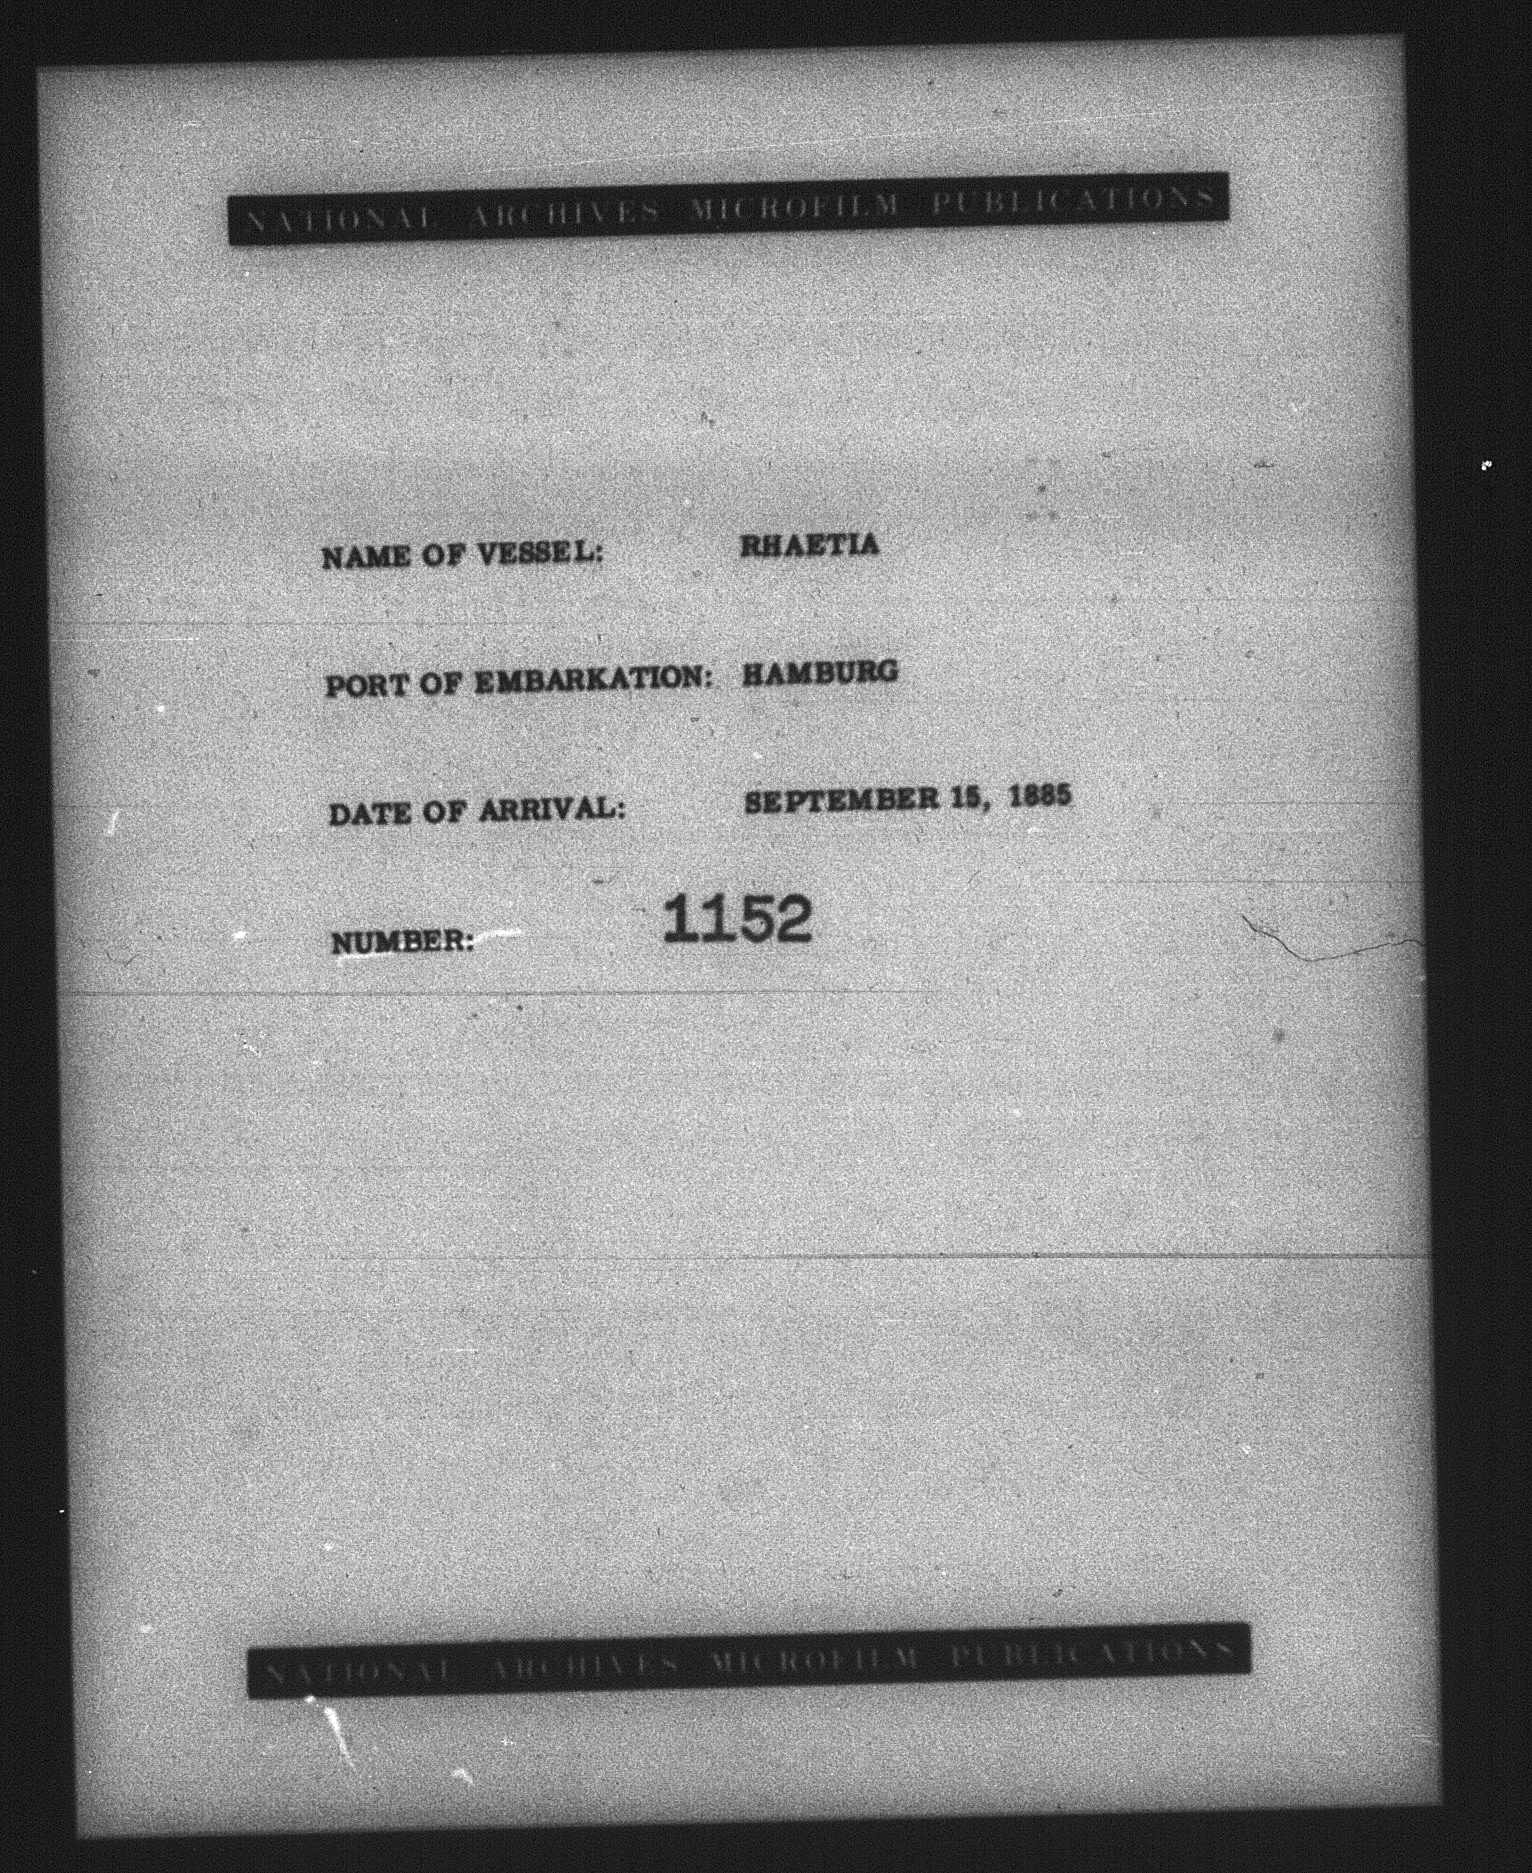 NATIONAL ARCHIVES MICROFILM PUBLICATIONS
NAME OF VESSEL: RHAETIA
PORT OF EMBARKATION: HAMBURG
DATE OF ARRIVAL: SEPTEMBER 15, 1885
NUMBER: 1152
NATIONAL ARCHIVES MICROFILM PUBLICATIONS